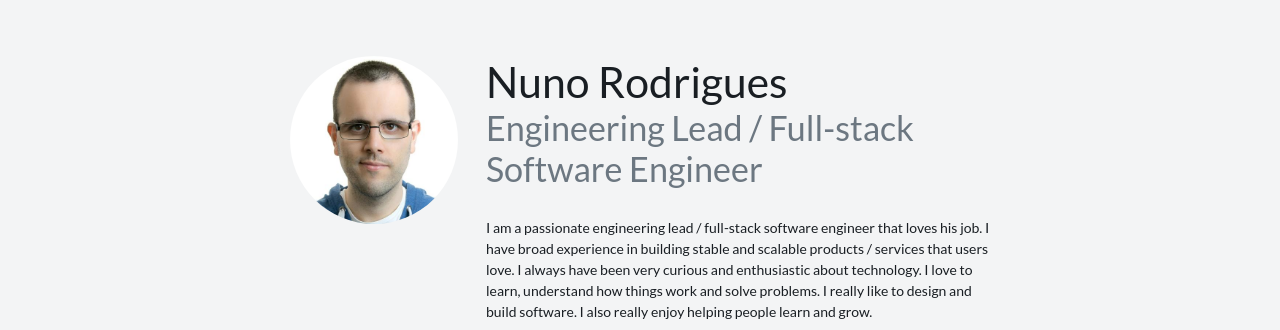 Nuno Rodrigues
Engineering Lead / Full-stack
Software Engineer
I am a passionate engineering lead / full-stack software engineer that loves his job. I
have broad experience in building stable and scalable products / services that users
love. I always have been very curious and enthusiastic about technology. I love to
learn, understand how things work and solve problems. I really like to design and
build software. I also really enjoy helping people learn and grow.